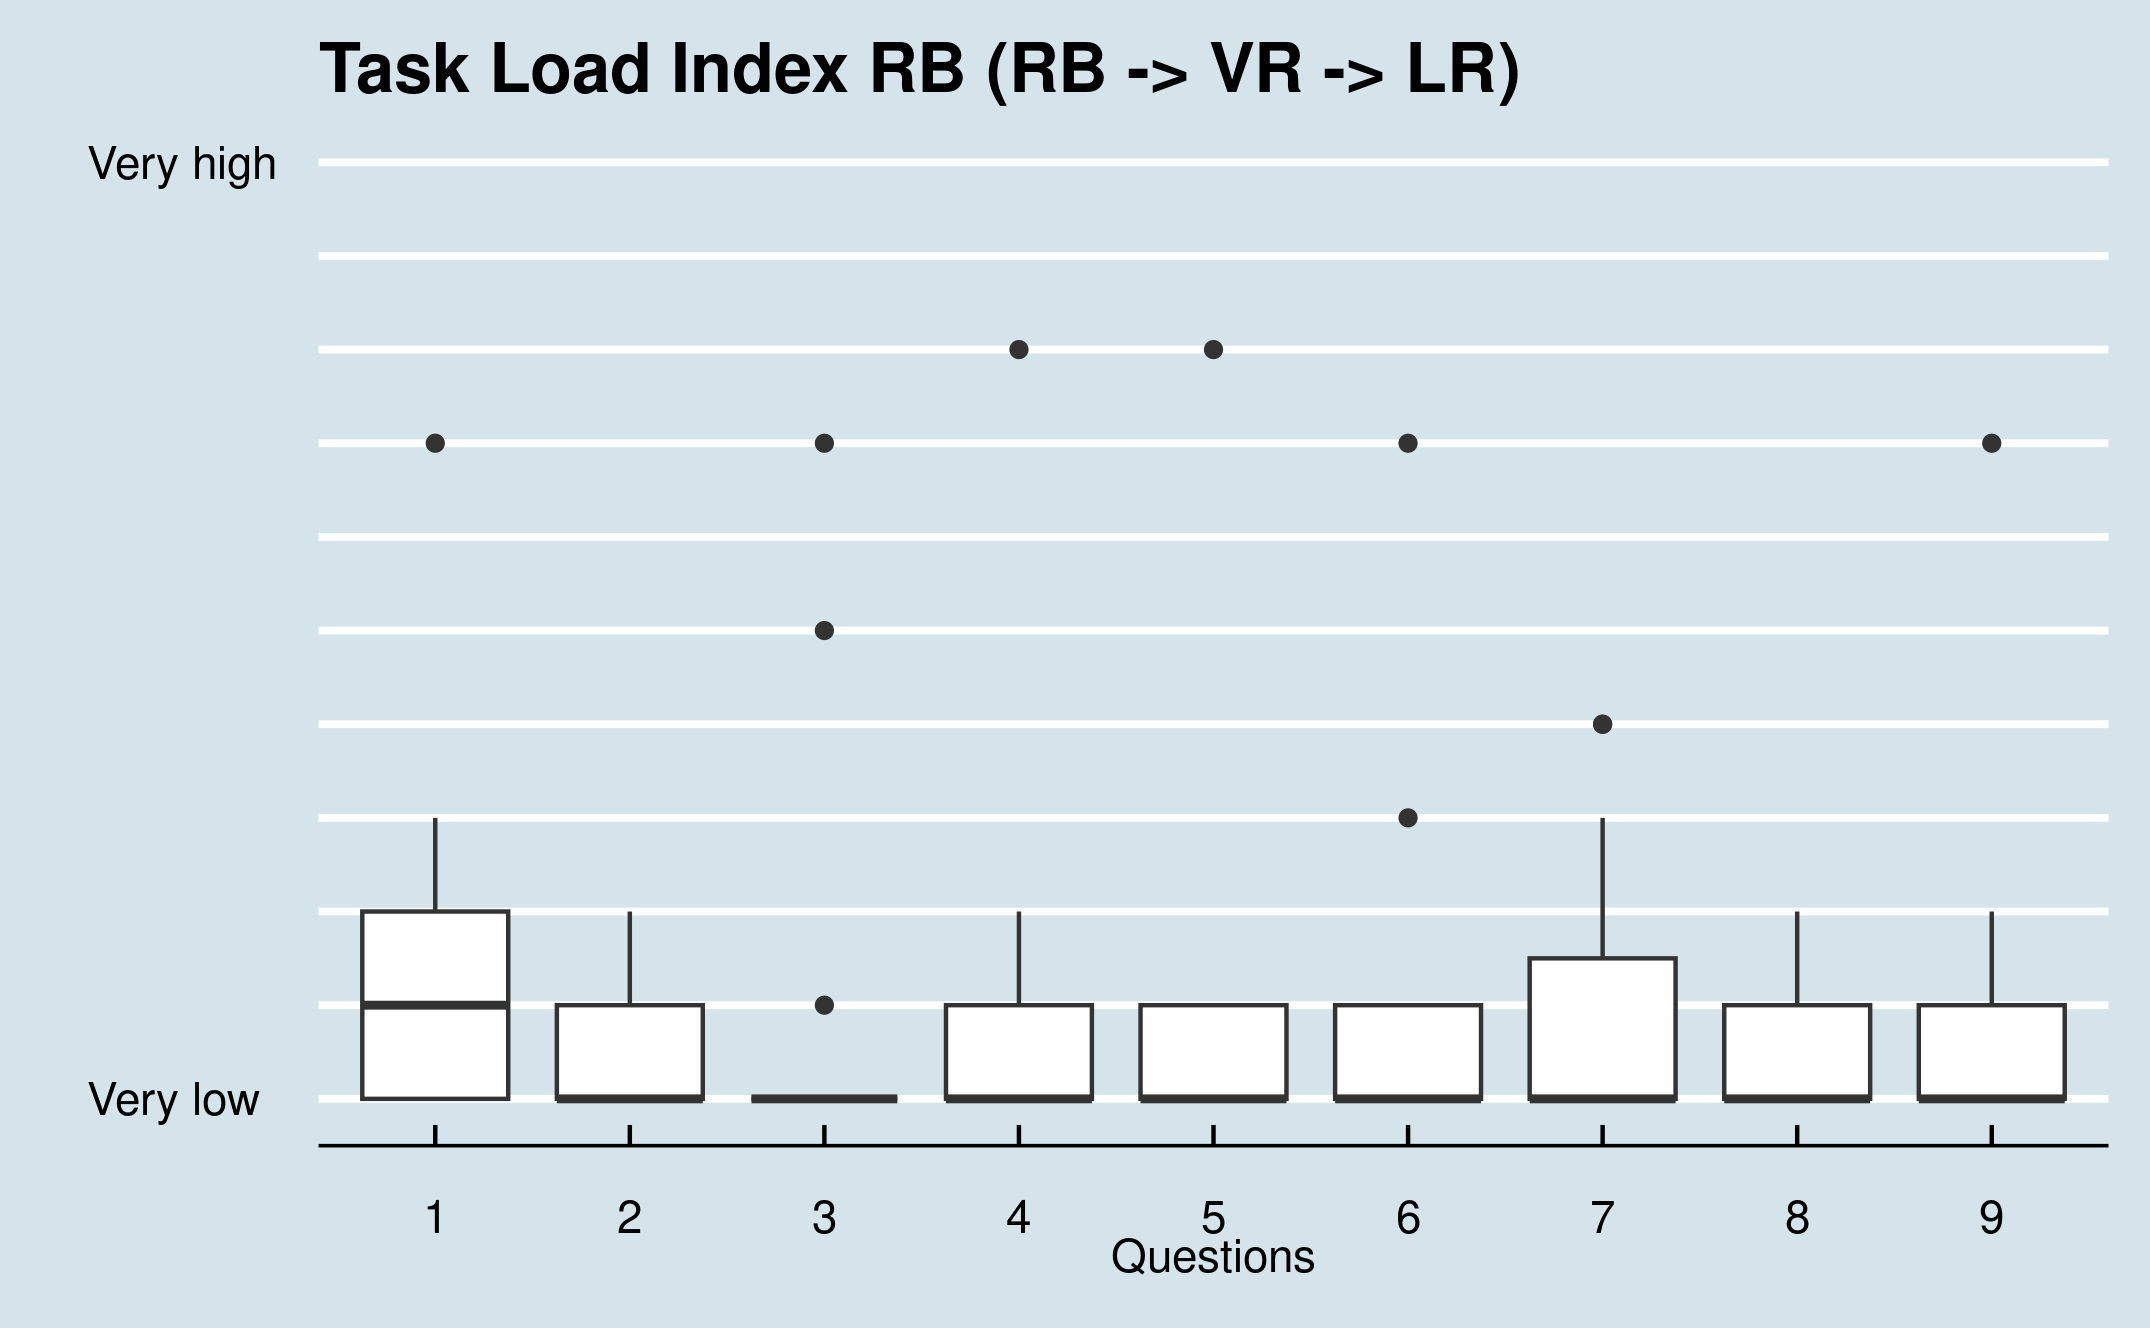 Task Load Index RB (RB -> VR -> LR)
Very high
Very low
1 2 3 4 5 6 7 8 9
Questions